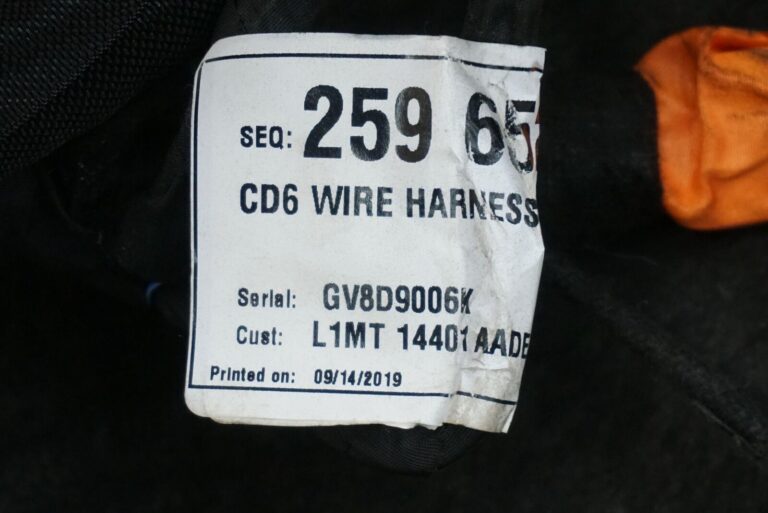 SEQ: 259 65
CD6 WIRE HARNESS
Serial: GV8D9006K
Cust: L1MT 14401 AADE
Printed on: 09/14/2019